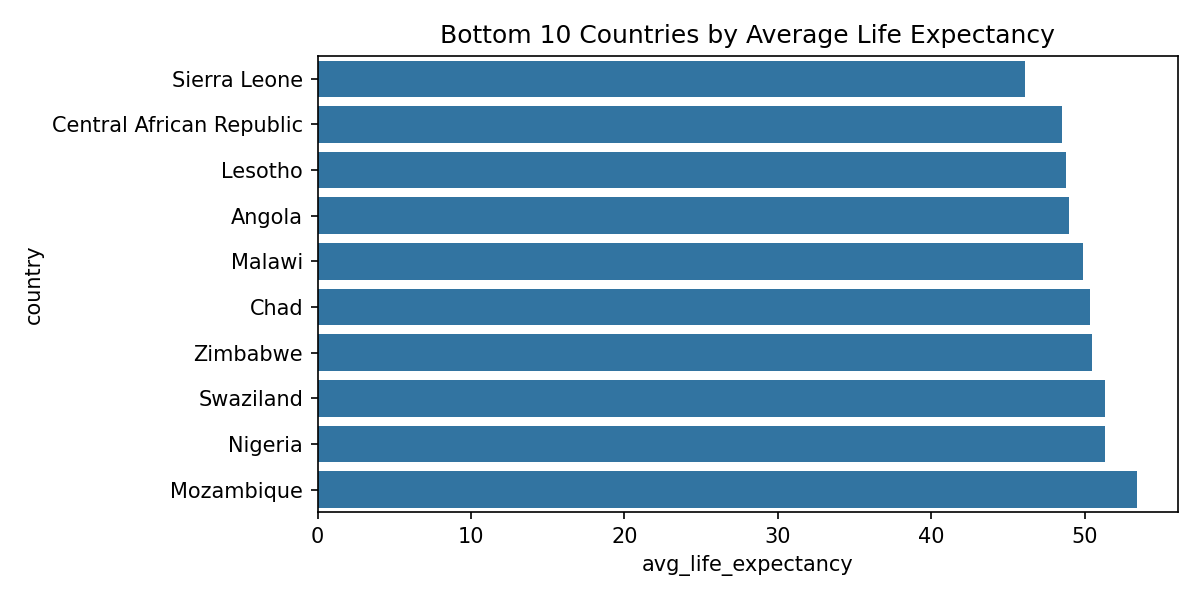 Bottom 10 Countries by Average Life Expectancy
Sierra Leone
Central African Republic
Lesotho
Angola
Malawi
Chad
Zimbabwe
Swaziland
Nigeria
Mozambique
country
0 10 20 30 40 50
avg_life_expectancy